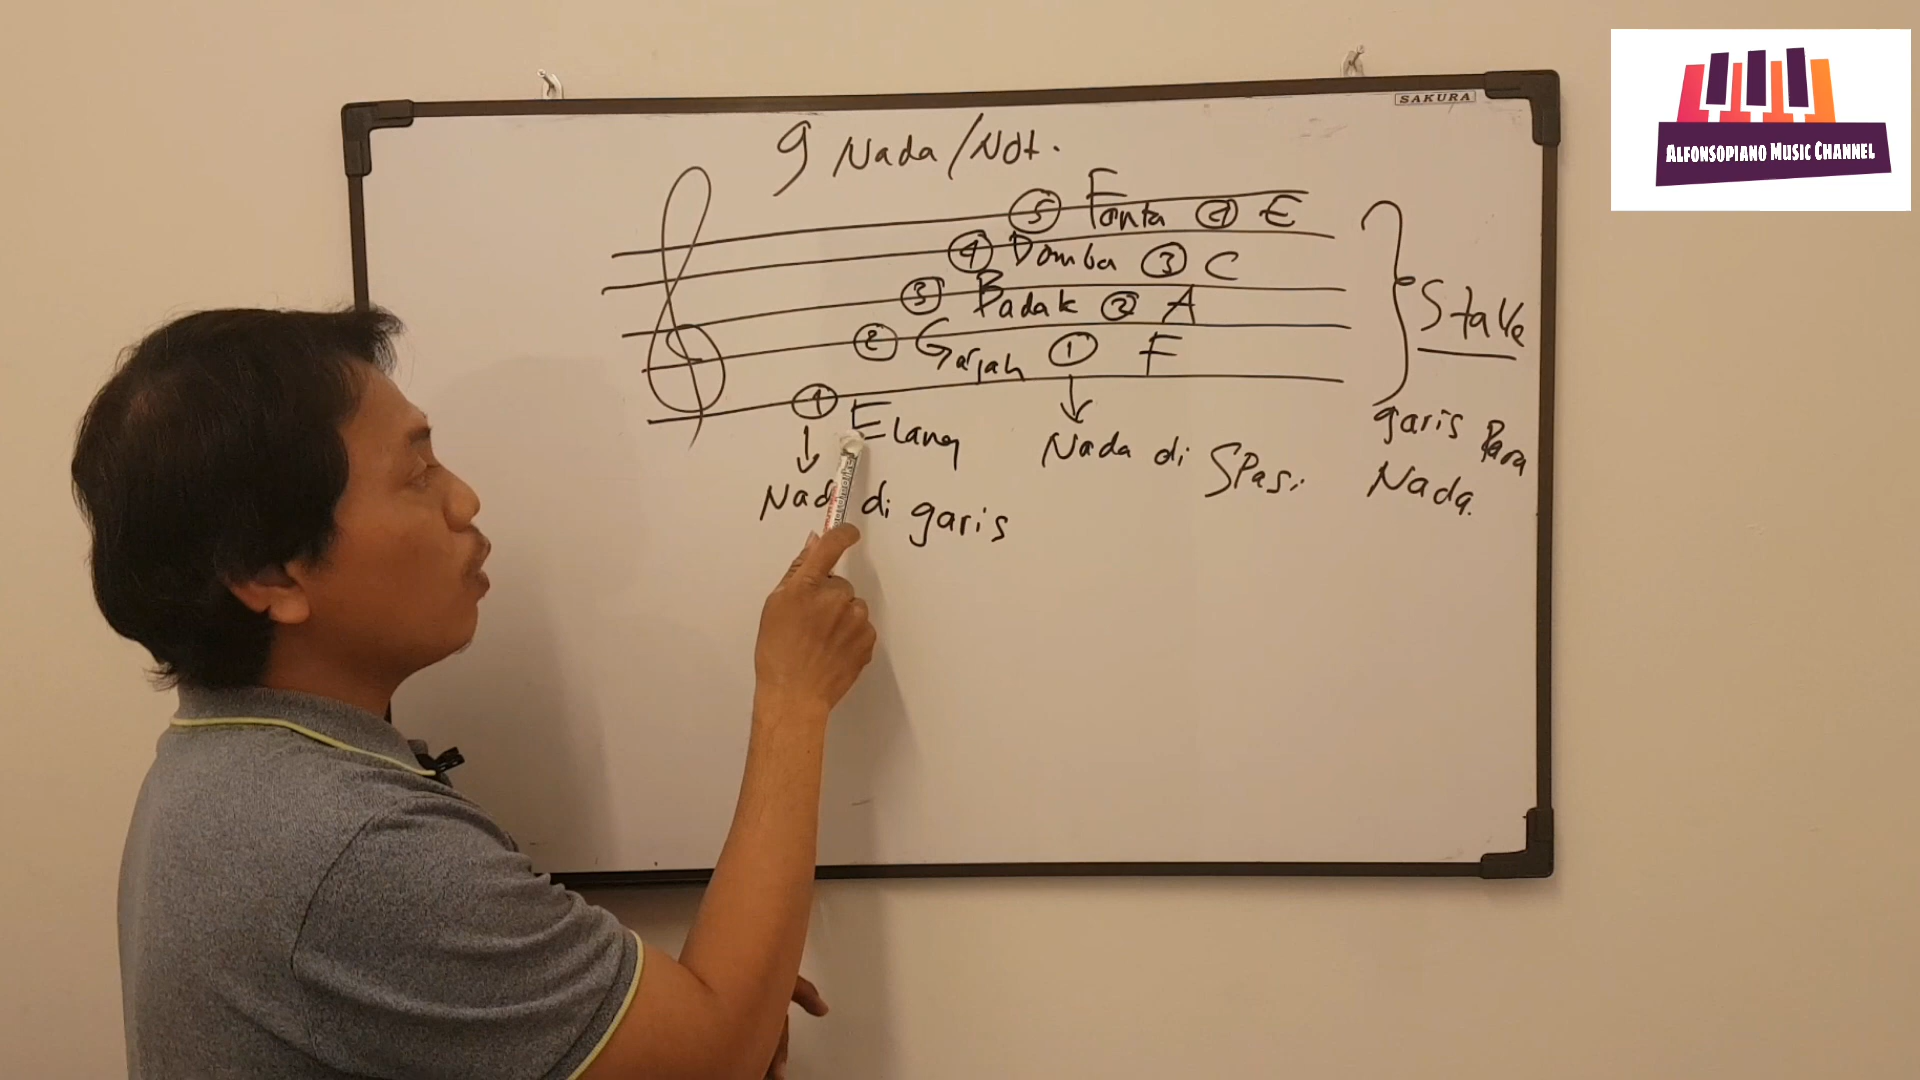 SAKURA
ALFONSOPIANO MUSIC CHANNEL
9 Nada/Not.
5 Fanta 4 E
4 Domba 3 C
3 Badak 2 A
2 Gajah 1 F
1 Elang
Nada di garis
Nada di Spasi
Stave
garis Para
Nada.